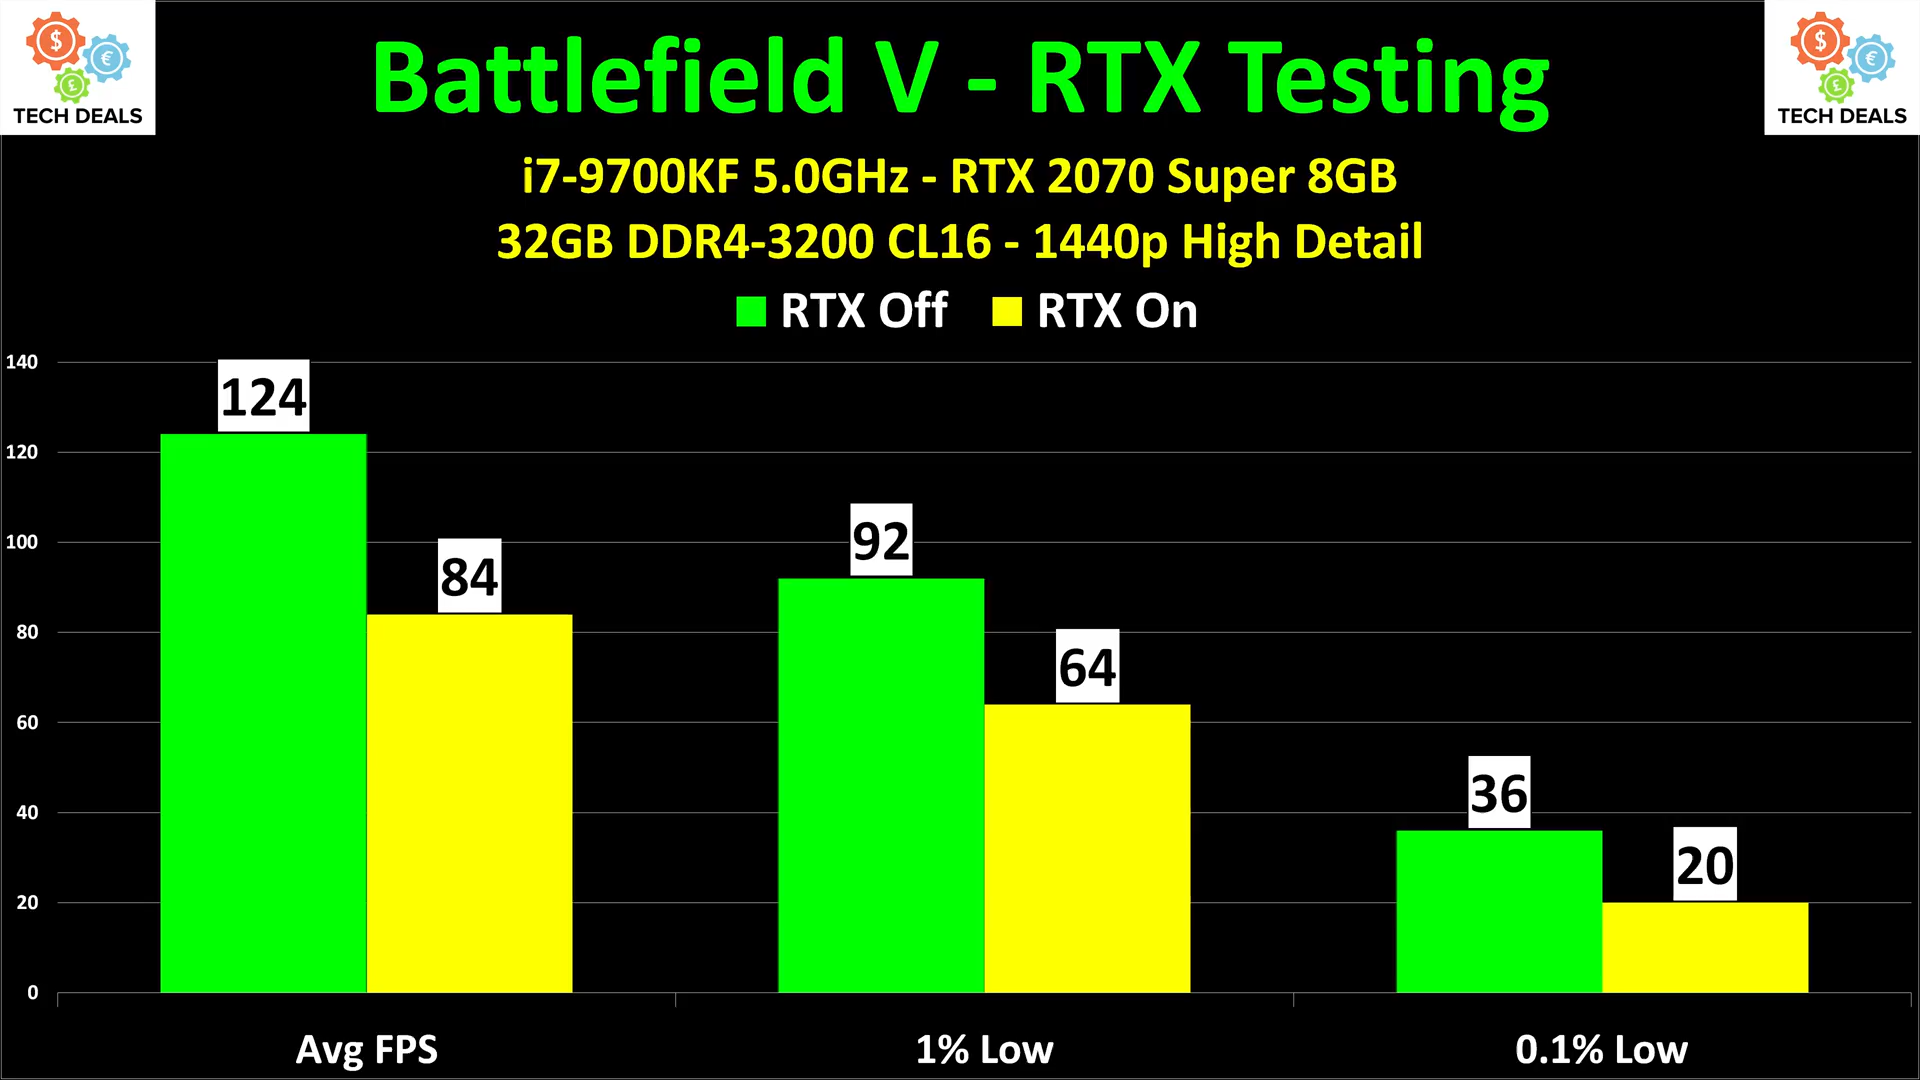 $
€
£
TECH DEALS
Battlefield V - RTX Testing
$
€
£
TECH DEALS
i7-9700KF 5.0GHz - RTX 2070 Super 8GB
32GB DDR4-3200 CL16 - 1440p High Detail
RTX Off RTX On
140
120
100
80
60
40
20
0
124
84
92
64
36
20
Avg FPS
1% Low
0.1% Low